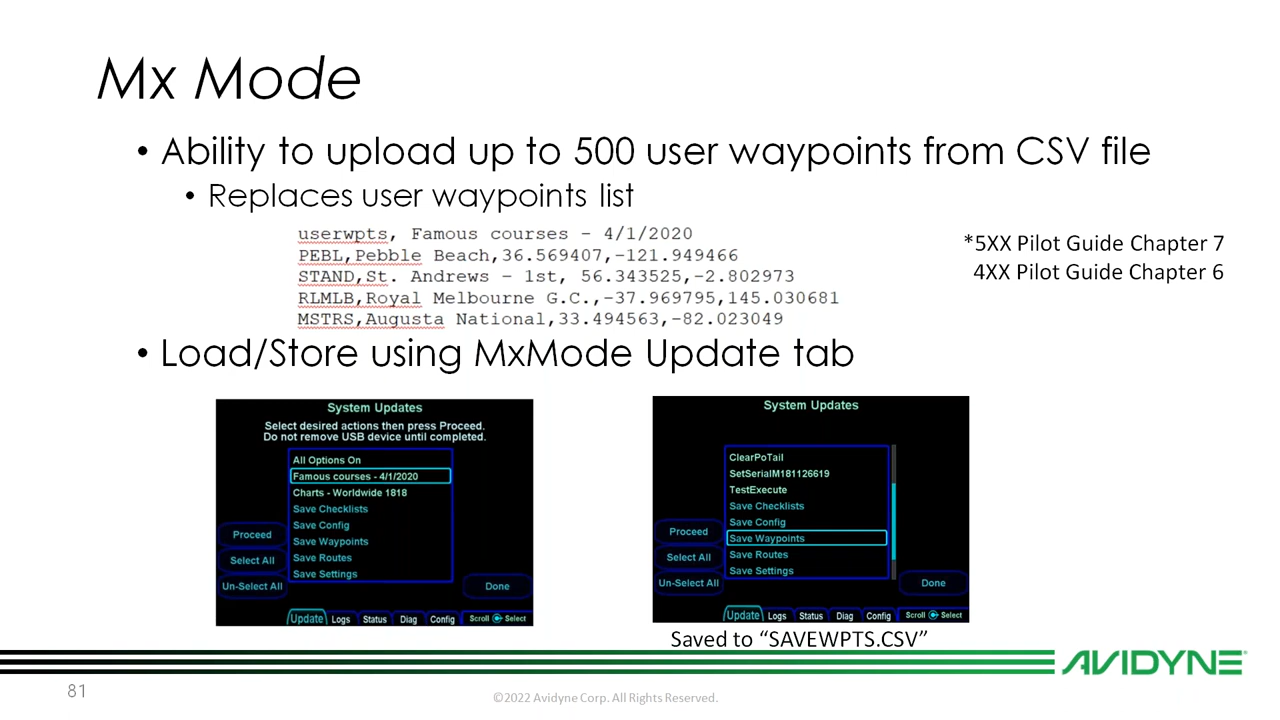 Mx Mode
• Ability to upload up to 500 user waypoints from CSV file
• Replaces user waypoints list
userwpts, Famous courses - 4/1/2020
PEBL,Pebble Beach,36.569407,-121.949466
STAND,St. Andrews - 1st, 56.343525,-2.802973
RLMLB,Royal Melbourne G.C.,-37.969795,145.030681
MSTRS,Augusta National,33.494563,-82.023049
*5XX Pilot Guide Chapter 7
4XX Pilot Guide Chapter 6
• Load/Store using MxMode Update tab
System Updates
Select desired actions then press Proceed.
Do not remove USB device until completed.
All Options On
Famous courses - 4/1/2020
Charts - Worldwide 1818
Save Checklists
Save Config
Save Waypoints
Save Routes
Save Settings
Proceed
Select All
Un-Select All
Done
Update Logs Status Diag Config Scroll Select
System Updates
ClearPoTail
SetSerialM181126619
TestExecute
Save Checklists
Save Config
Save Waypoints
Save Routes
Save Settings
Proceed
Select All
Un-Select All
Done
Update Logs Status Diag Config Scroll Select
Saved to “SAVEWPTS.CSV”
AVIDYNE
81
©2022 Avidyne Corp. All Rights Reserved.